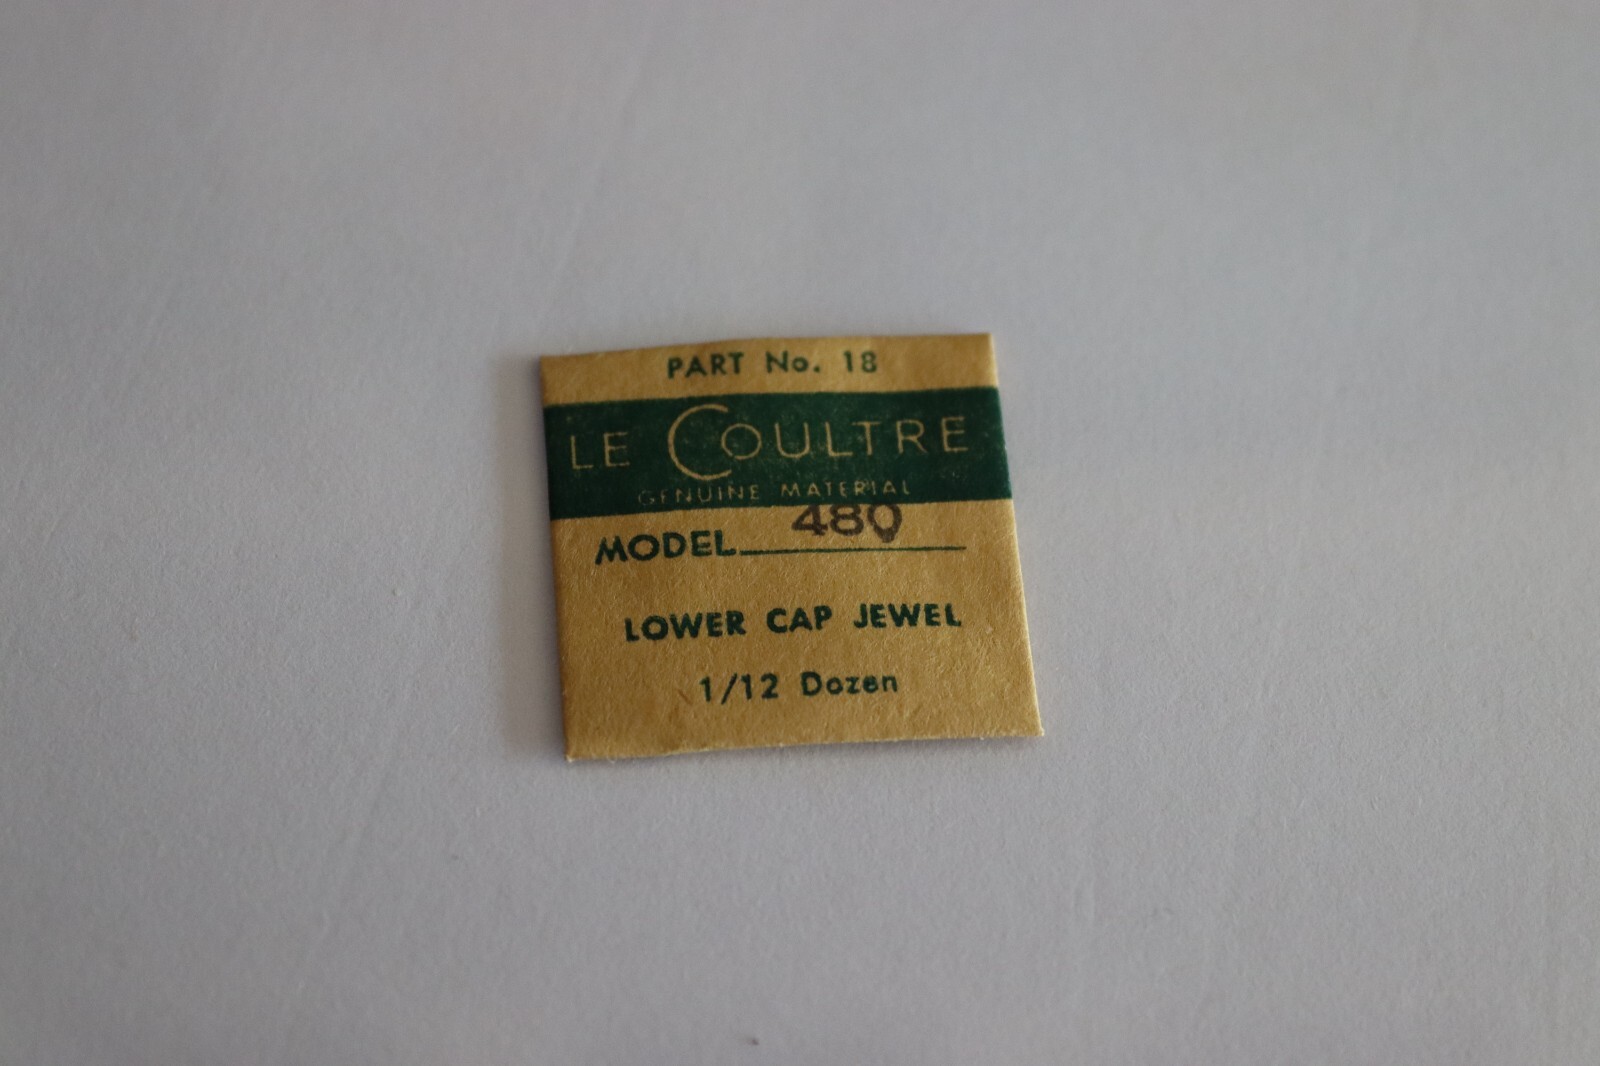 PART No. 18
LE COULTRE
GENUINE MATERIAL
MODEL 480
LOWER CAP JEWEL
1/12 Dozen